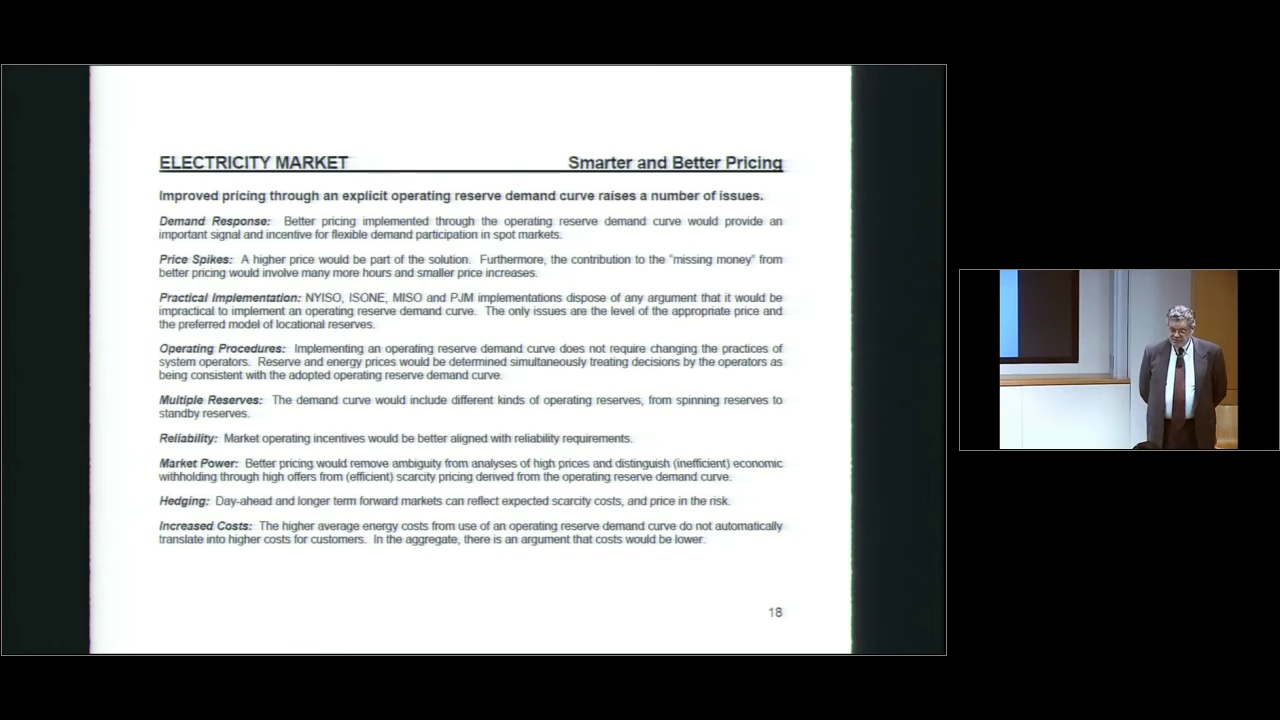 ELECTRICITY MARKET Smarter and Better Pricing
Improved pricing through an explicit operating reserve demand curve raises a number of issues.
Demand Response: Better pricing implemented through the operating reserve demand curve would provide an
important signal and incentive for flexible demand participation in spot markets.
Price Spikes: A higher price would be part of the solution. Furthermore, the contribution to the “missing money” from
better pricing would involve many more hours and smaller price increases.
Practical Implementation: NYISO, ISONE, MISO and PJM implementations dispose of any argument that it would be
impractical to implement an operating reserve demand curve. The only issues are the level of the appropriate price and
the preferred model of locational reserves.
Operating Procedures: Implementing an operating reserve demand curve does not require changing the practices of
system operators. Reserve and energy prices would be determined simultaneously treating decisions by the operators as
being consistent with the adopted operating reserve demand curve.
Multiple Reserves: The demand curve would include different kinds of operating reserves, from spinning reserves to
standby reserves.
Reliability: Market operating incentives would be better aligned with reliability requirements.
Market Power: Better pricing would remove ambiguity from analyses of high prices and distinguish (inefficient) economic
withholding through high offers from (efficient) scarcity pricing derived from the operating reserve demand curve.
Hedging: Day-ahead and longer term forward markets can reflect expected scarcity costs, and price in the risk.
Increased Costs: The higher average energy costs from use of an operating reserve demand curve do not automatically
translate into higher costs for customers. In the aggregate, there is an argument that costs would be lower.
18